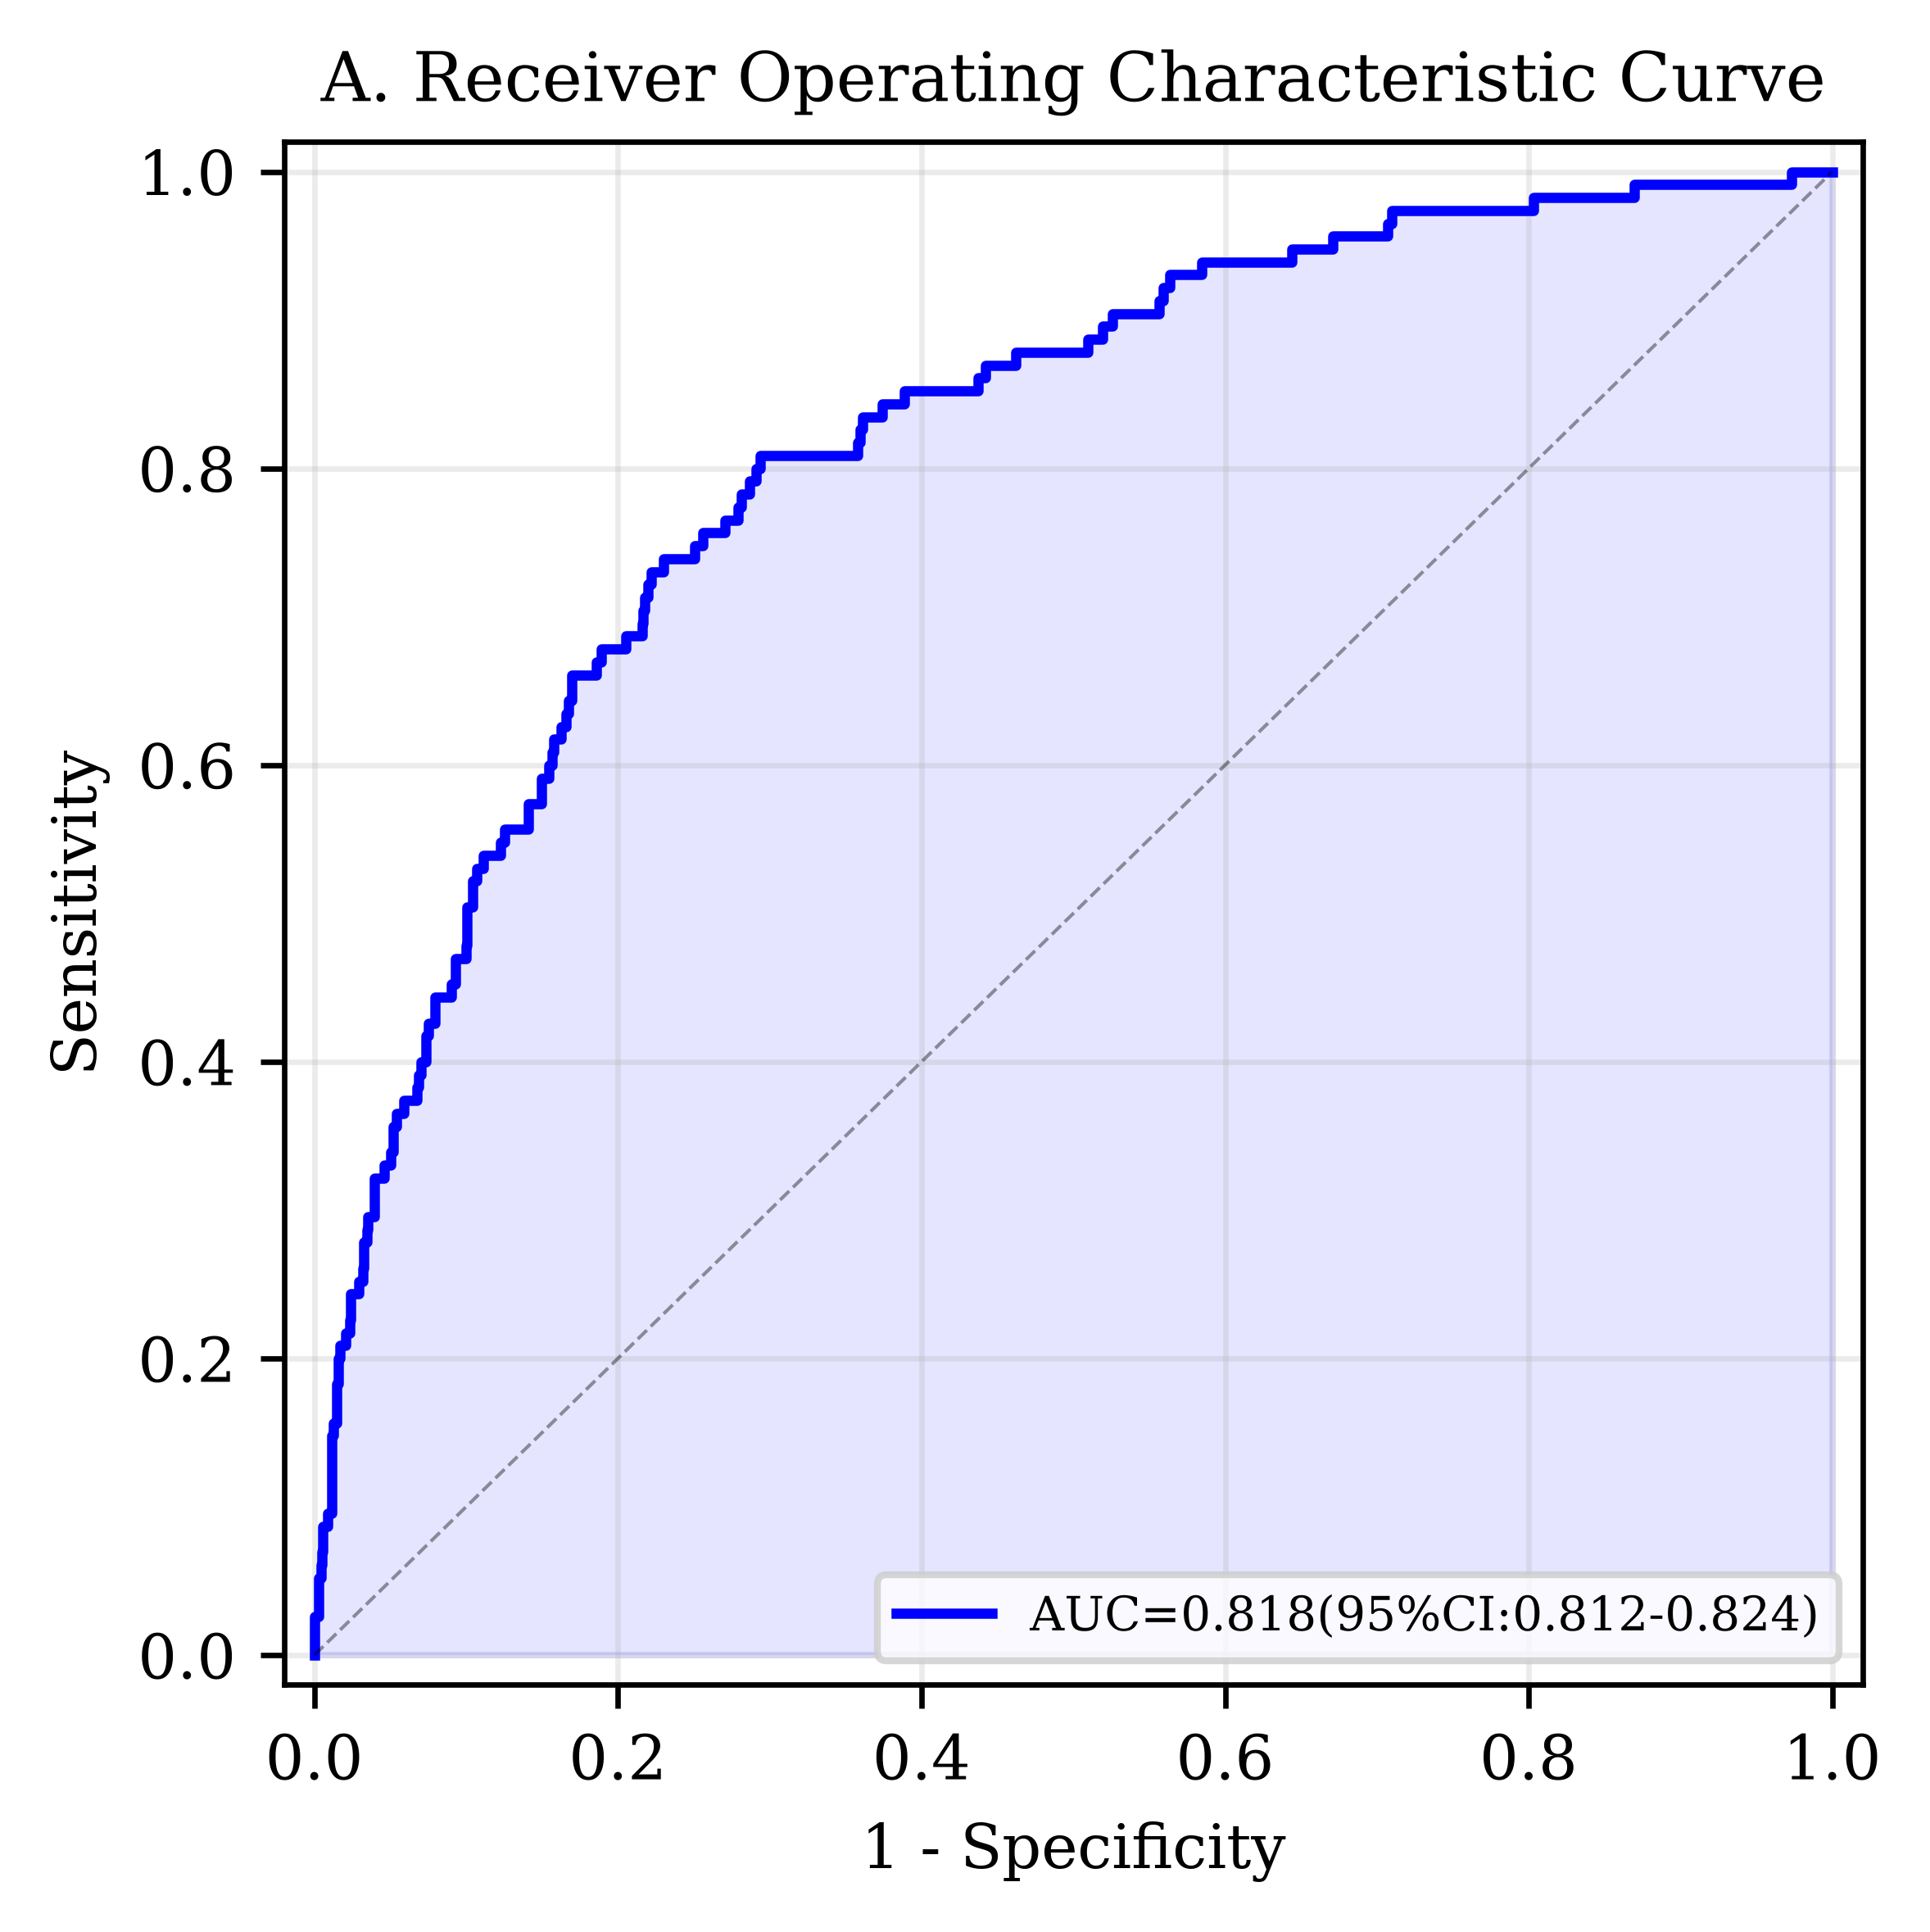 A. Receiver Operating Characteristic Curve
1.0
0.8
0.6
0.4
0.2
0.0
Sensitivity
AUC=0.818(95%CI:0.812-0.824)
0.0 0.2 0.4 0.6 0.8 1.0
1 - Specificity